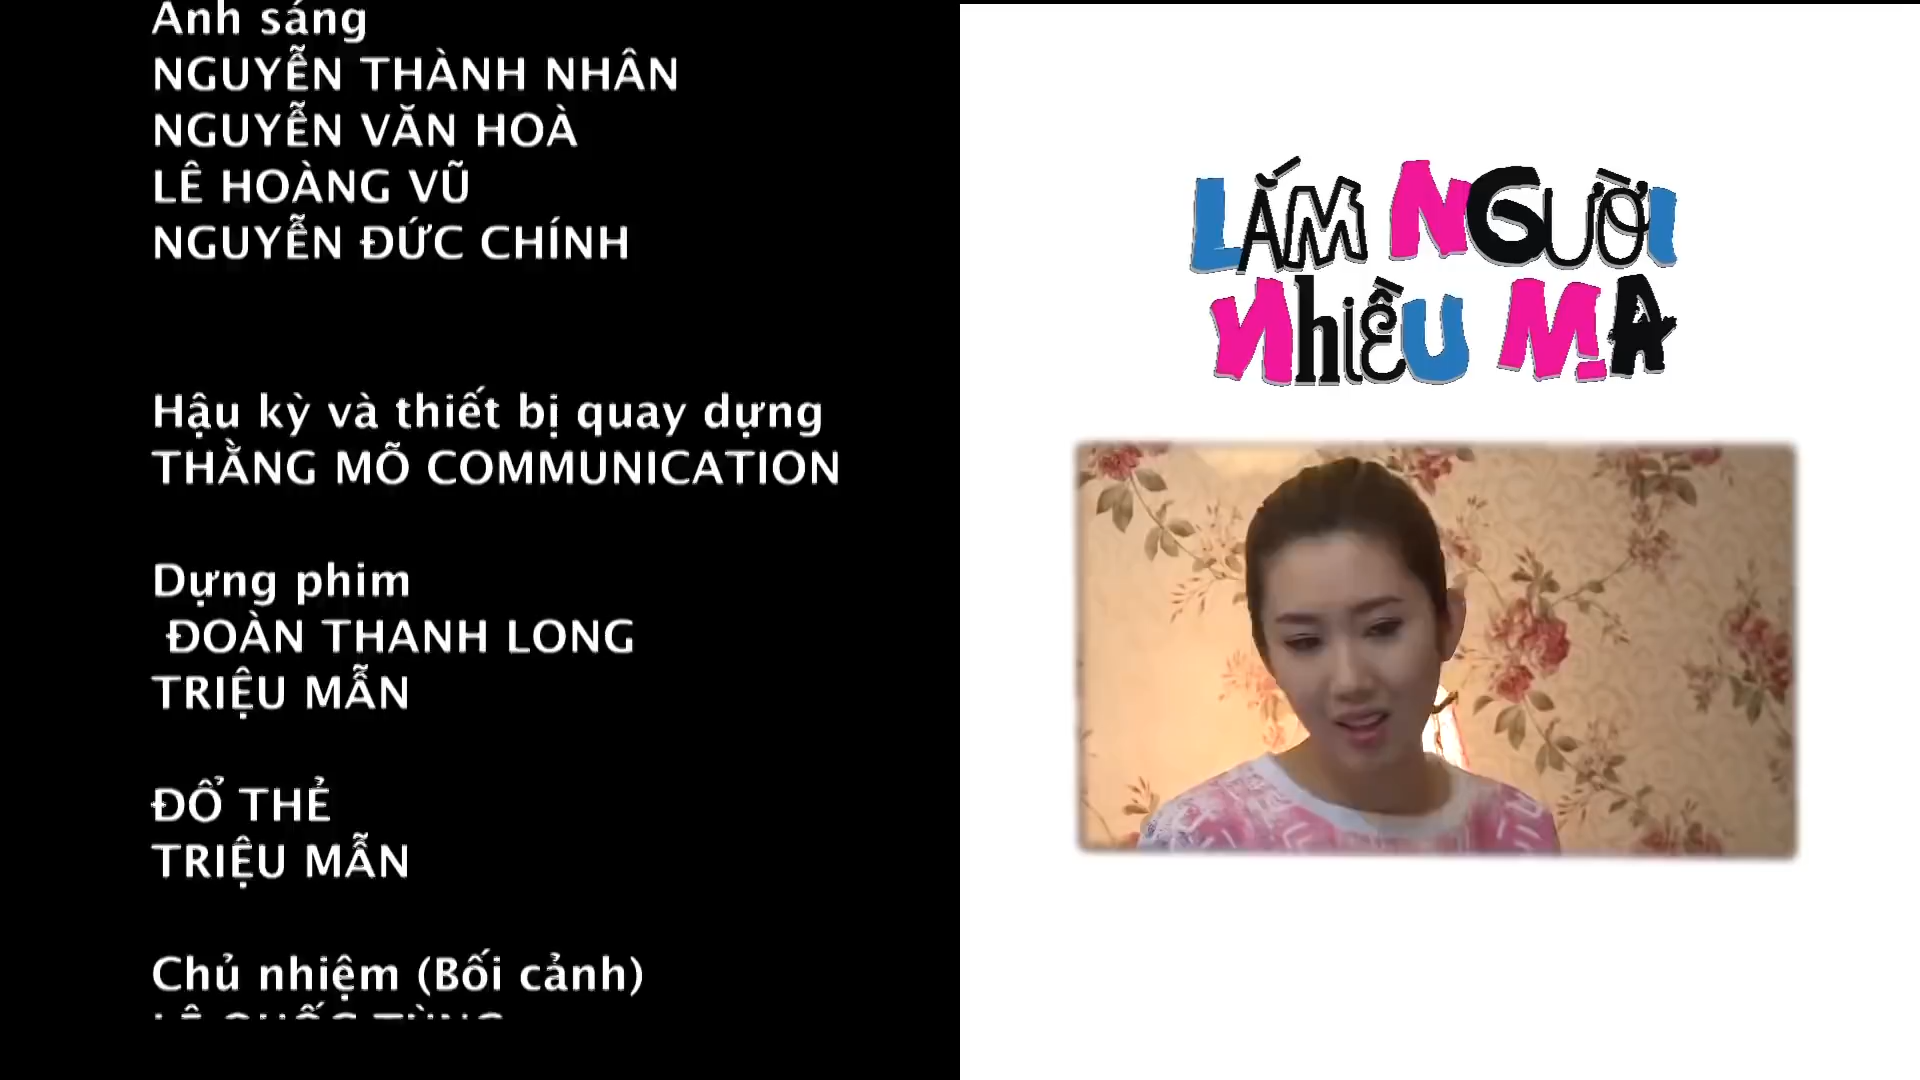 Ánh sáng
NGUYỄN THÀNH NHÂN
NGUYỄN VĂN HOÀ
LÊ HOÀNG VŨ
NGUYỄN ĐỨC CHÍNH
Hậu kỳ và thiết bị quay dựng
THẰNG MÕ COMMUNICATION
Dựng phim
ĐOÀN THANH LONG
TRIỆU MẪN
ĐỔ THẺ
TRIỆU MẪN
Chủ nhiệm (Bối cảnh)
LẮM NGƯỜI
NHIỀU MA